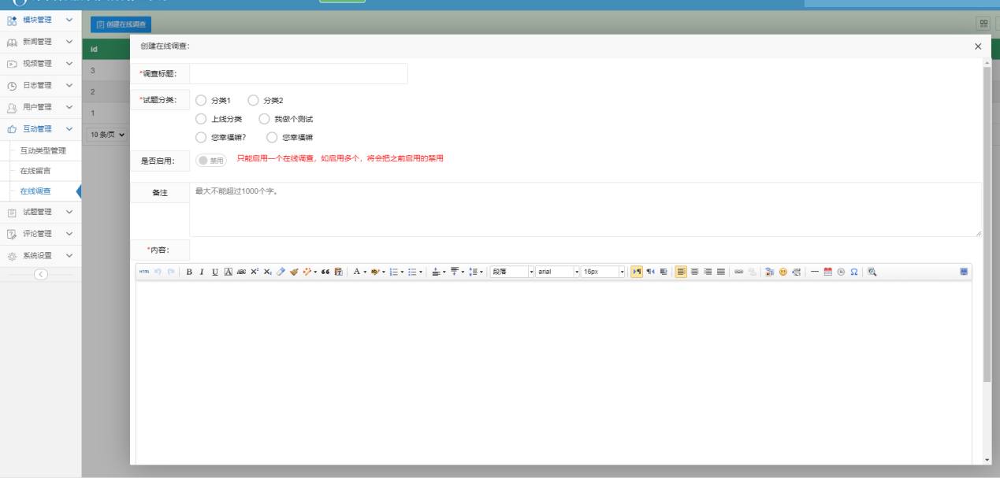 模块管理
创建在线调查
新闻管理
视频管理
日志管理
用户管理
互动管理
互动类型管理
在线留言
在线调查
试题管理
评论管理
系统设置
id
3
2
1
10 条/页
创建在线调查:
*调查标题:
*试题分类:
分类1 分类2
上线分类 我做个测试
您幸福嘛? 您幸福嘛
是否启用: 禁用 只能启用一个在线调查，如启用多个，将会把之前启用的禁用
备注 最大不能超过1000个字。
*内容:
HTML B I U A ABC X² X₂ A 段落 arial 16px Ω